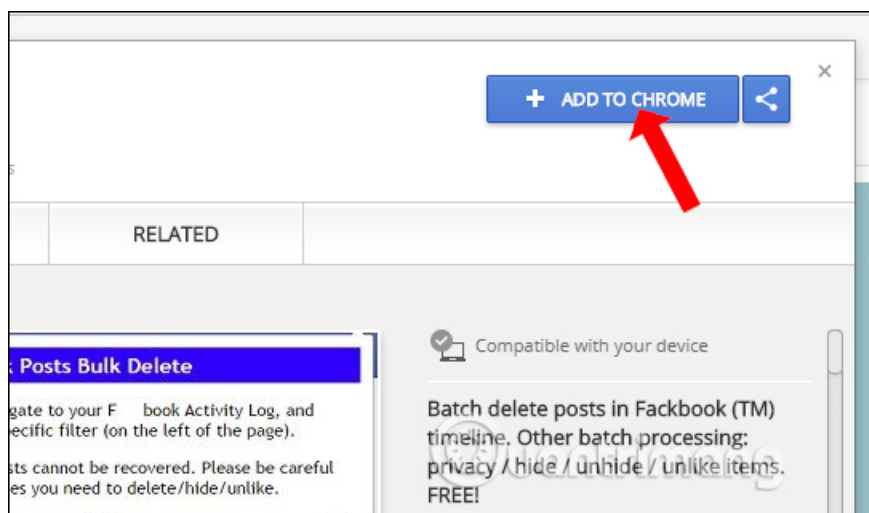 ADD TO CHROME
s
RELATED
Compatible with your device
: Posts Bulk Delete
gate to your F book Activity Log, and
ecific filter (on the left of the page).
sts cannot be recovered. Please be careful
es you need to delete/hide/unlike.
Batch delete posts in Fackbook (TM)
timeline. Other batch processing:
privacy / hide / unhide / unlike items.
FREE!
Quantrimang